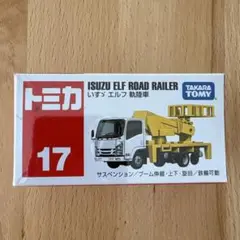 トミカ
ISUZU ELF ROAD RAILER
いすゞ エルフ 軌陸車
TAKARA
TOMY
17
サスペンション/ブーム伸縮・上下・旋回/鉄輪可動